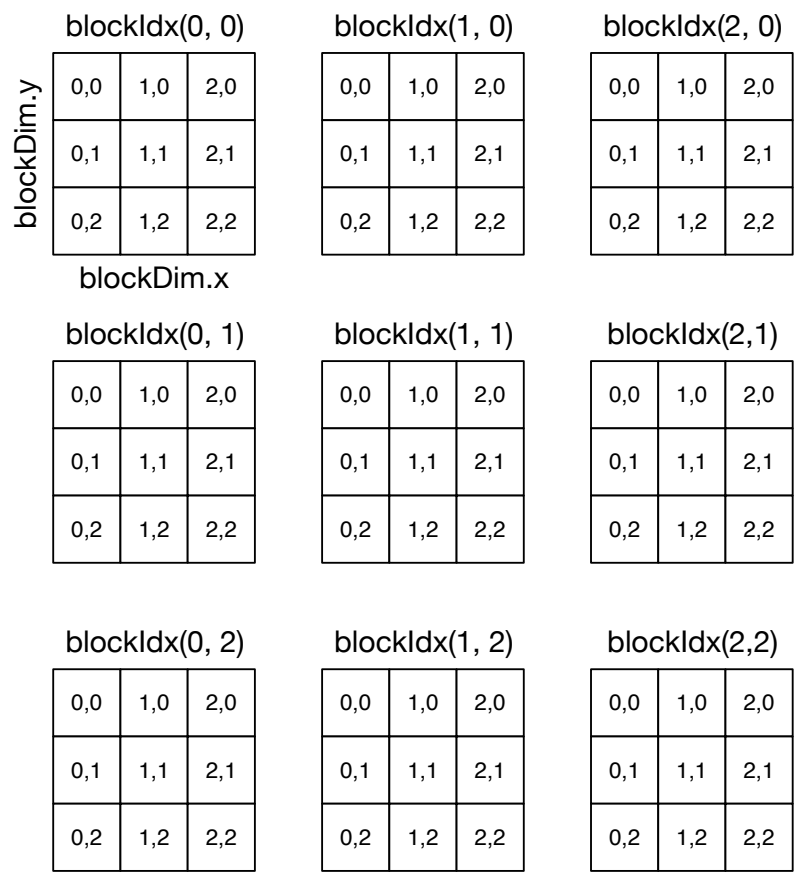 blockIdx(0, 0) blockIdx(1, 0) blockIdx(2, 0)
blockDim.y
0,0 1,0 2,0 0,0 1,0 2,0 0,0 1,0 2,0
0,1 1,1 2,1 0,1 1,1 2,1 0,1 1,1 2,1
0,2 1,2 2,2 0,2 1,2 2,2 0,2 1,2 2,2
blockDim.x
blockIdx(0, 1) blockIdx(1, 1) blockIdx(2,1)
0,0 1,0 2,0 0,0 1,0 2,0 0,0 1,0 2,0
0,1 1,1 2,1 0,1 1,1 2,1 0,1 1,1 2,1
0,2 1,2 2,2 0,2 1,2 2,2 0,2 1,2 2,2
blockIdx(0, 2) blockIdx(1, 2) blockIdx(2,2)
0,0 1,0 2,0 0,0 1,0 2,0 0,0 1,0 2,0
0,1 1,1 2,1 0,1 1,1 2,1 0,1 1,1 2,1
0,2 1,2 2,2 0,2 1,2 2,2 0,2 1,2 2,2